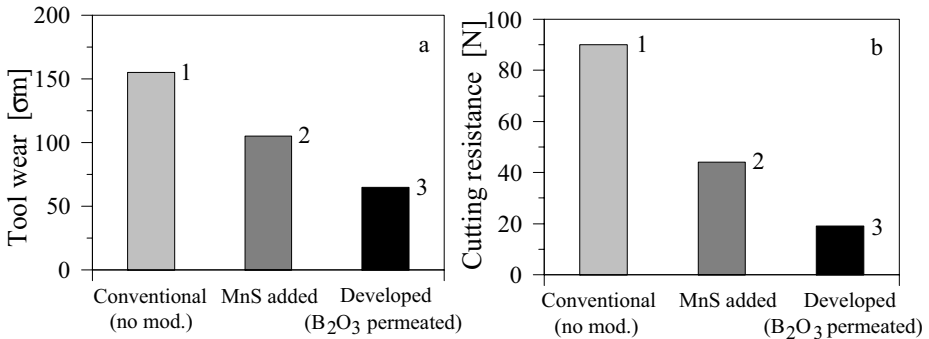 200
150
100
50
0
Tool wear [σm]
a
1
2
3
Conventional
(no mod.)
MnS added
Developed
(B₂O₃ permeated)
100
80
60
40
20
0
Cutting resistance [N]
b
1
2
3
Conventional
(no mod.)
MnS added
Developed
(B₂O₃ permeated)